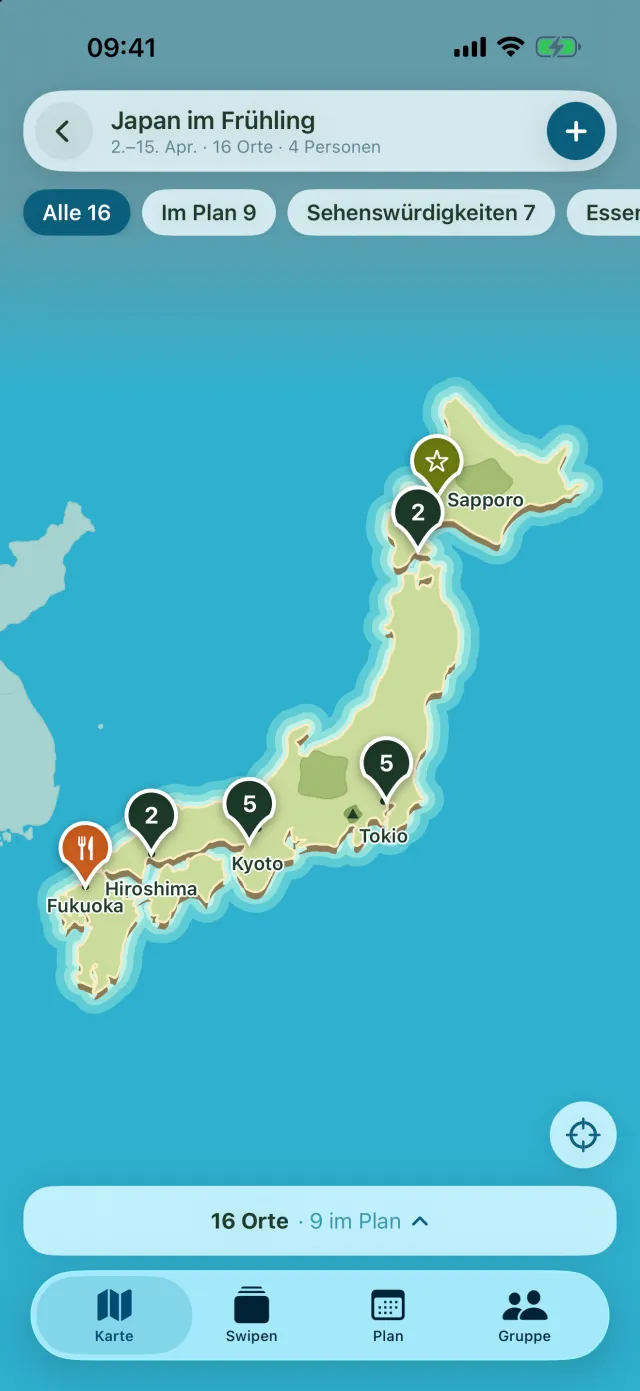 09:41
Japan im Frühling
2.–15. Apr. · 16 Orte · 4 Personen
Alle 16
Im Plan 9
Sehenswürdigkeiten 7
Sapporo
2
5
Tokio
5
Kyoto
2
Hiroshima
Fukuoka
16 Orte · 9 im Plan
Karte
Swipen
Plan
Gruppe